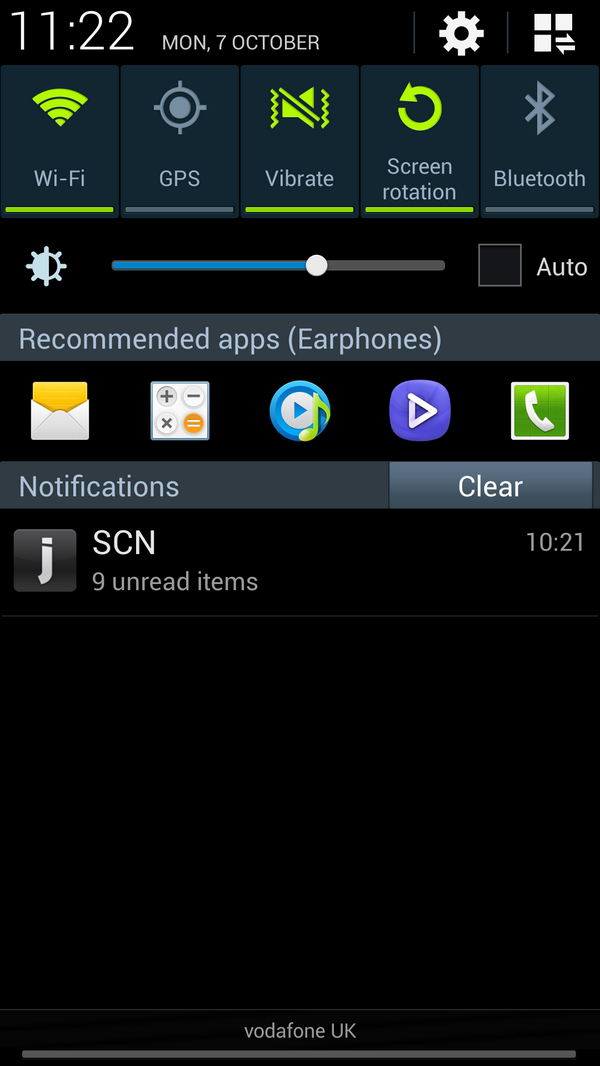 11:22 MON, 7 OCTOBER
Wi-Fi GPS Vibrate Screen rotation Bluetooth
Auto
Recommended apps (Earphones)
Notifications Clear
j SCN 10:21
9 unread items
vodafone UK